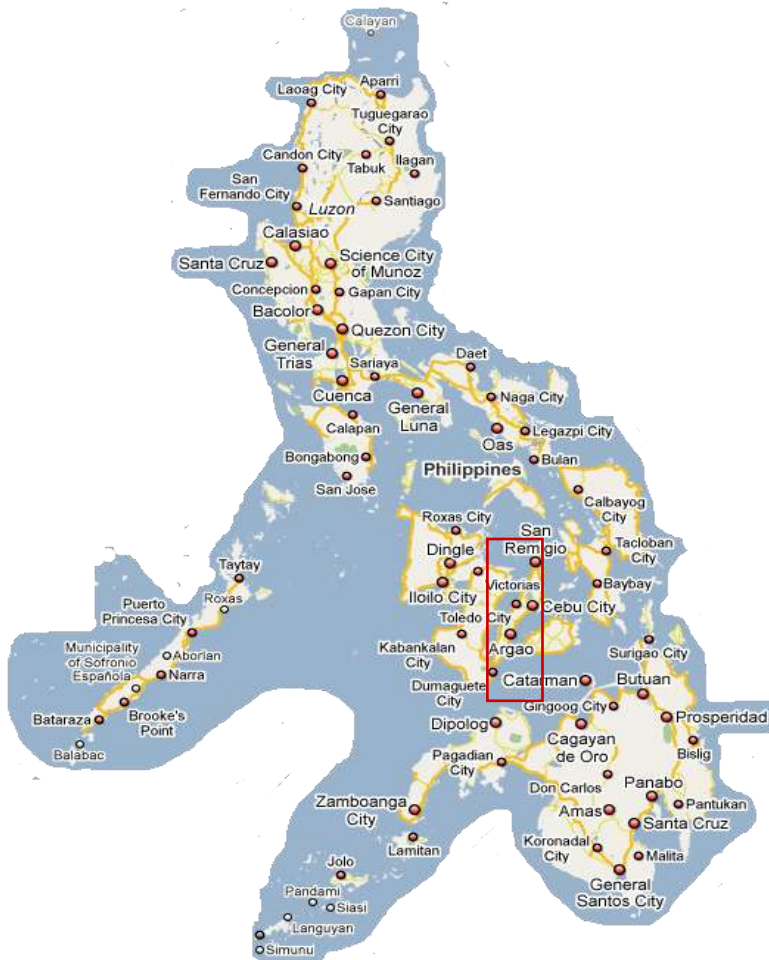 Calayan
Laoag City
Aparri
Tuguegarao
City
Candon City
Tabuk
Ilagan
San
Fernando City
Luzon
Santiago
Calasiao
Santa Cruz
Science City
of Munoz
Concepcion
Gapan City
Bacolor
Quezon City
General
Trias
Sariaya
Daet
Cuenca
General
Luna
Naga City
Calapan
Oas
Legazpi City
Bongabong
Bulan
Philippines
San Jose
Calbayog
City
Roxas City
San
Remigio
Dingle
Tacloban
City
Taytay
Victorias
Baybay
Iloilo City
Roxas
Puerto
Princesa City
Cebu City
Toledo City
Kabankalan
City
Argao
Surigao City
Municipality
of Sofronio
Española
Aborlan
Narra
Dumaguete
City
Catarman
Butuan
Gingoog City
Bataraza
Brooke's
Point
Dipolog
Cagayan
de Oro
Prosperidad
Balabac
Bislig
Pagadian
City
Don Carlos
Panabo
Zamboanga
City
Amas
Pantukan
Santa Cruz
Lamitan
Koronadal
City
Malita
Jolo
General
Santos City
Pandami
Siasi
Languyan
Simunu